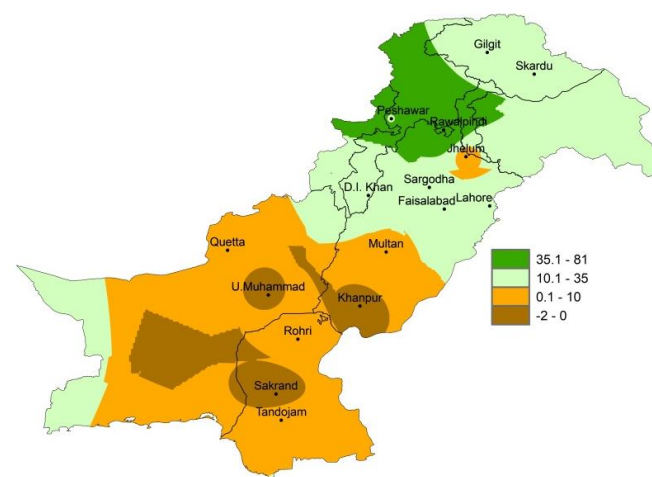 Gilgit
Skardu
Peshawar
Rawalpindi
Jhelum
D.I. Khan
Sargodha
Faisalabad
Lahore
Quetta
Multan
U.Muhammad
Khanpur
Rohri
Sakrand
Tandojam
35.1 - 81
10.1 - 35
0.1 - 10
-2 - 0